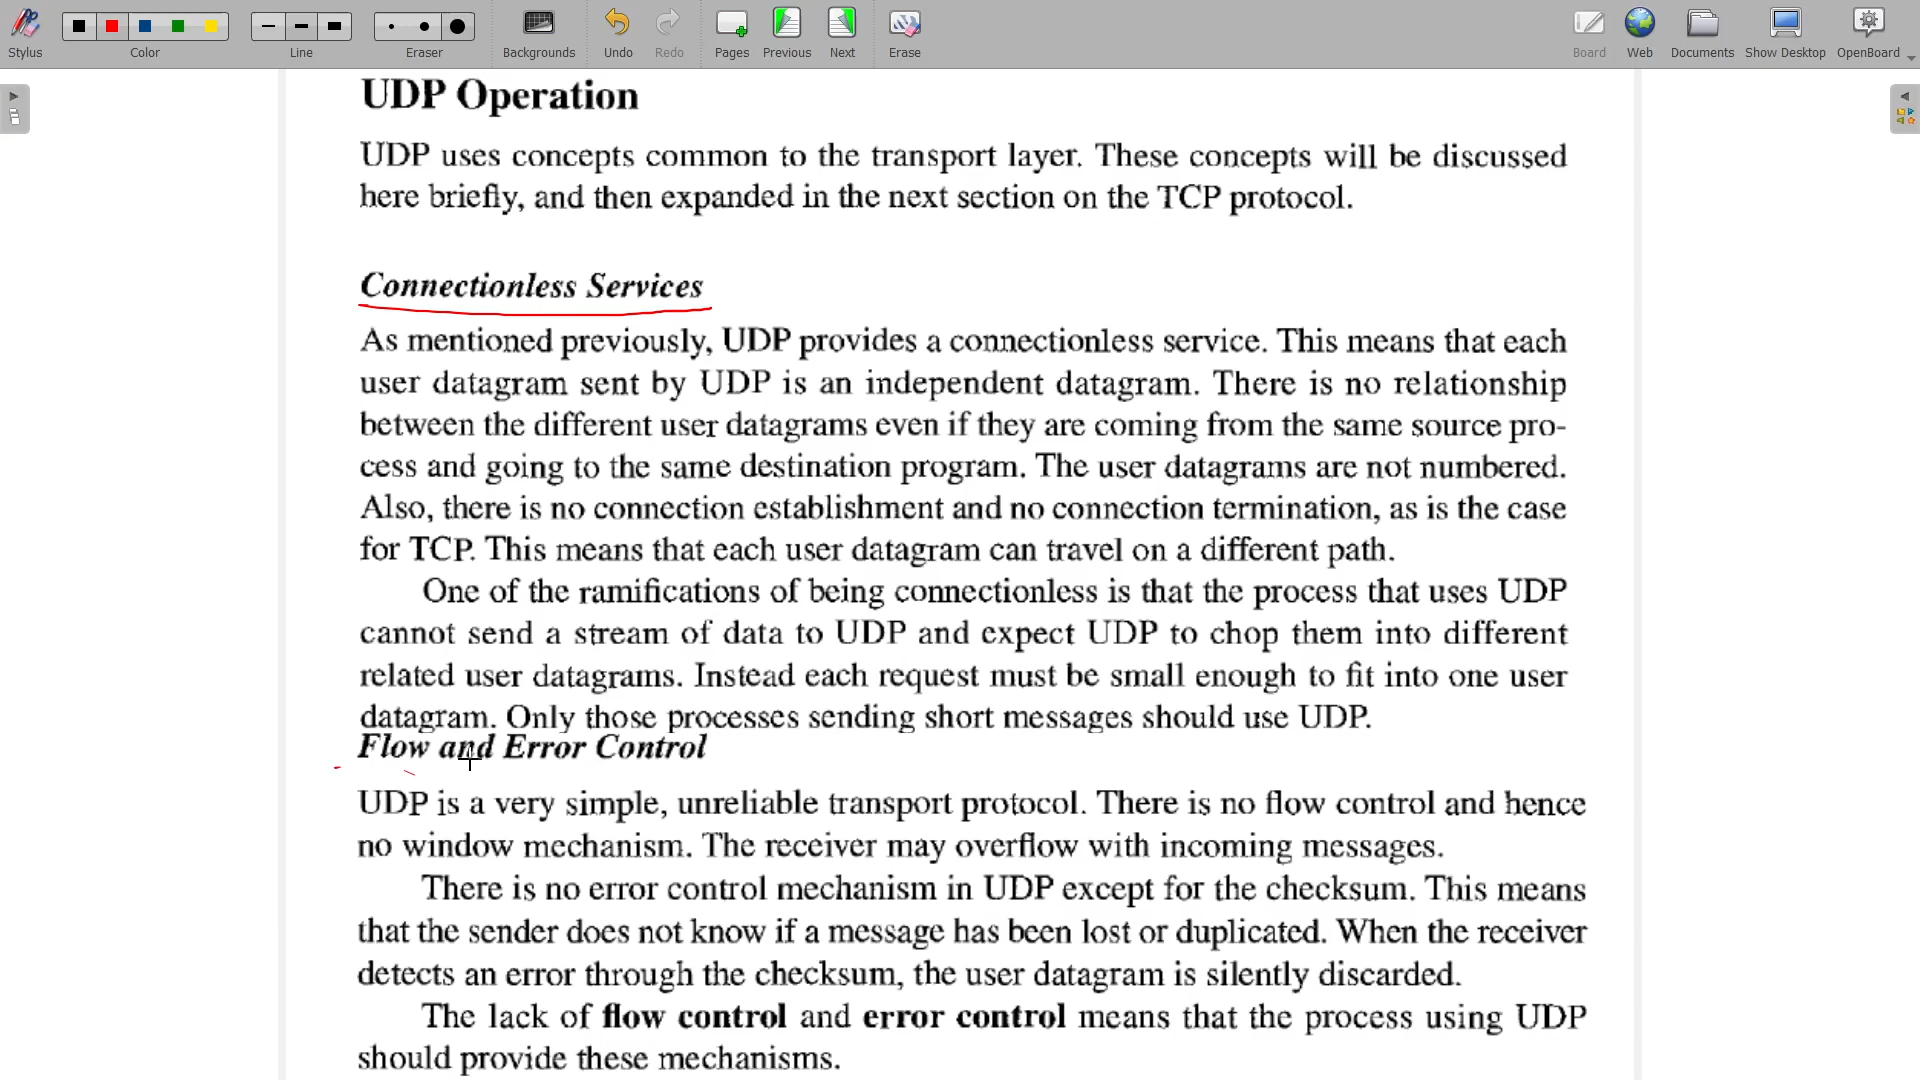 Stylus
Color
Line
Eraser
Backgrounds
Undo
Redo
Pages
Previous
Next
Erase
Board
Web
Documents
Show Desktop
OpenBoard
UDP Operation
UDP uses concepts common to the transport layer. These concepts will be discussed
here briefly, and then expanded in the next section on the TCP protocol.
Connectionless Services
As mentioned previously, UDP provides a connectionless service. This means that each
user datagram sent by UDP is an independent datagram. There is no relationship
between the different user datagrams even if they are coming from the same source pro-
cess and going to the same destination program. The user datagrams are not numbered.
Also, there is no connection establishment and no connection termination, as is the case
for TCP. This means that each user datagram can travel on a different path.
One of the ramifications of being connectionless is that the process that uses UDP
cannot send a stream of data to UDP and expect UDP to chop them into different
related user datagrams. Instead each request must be small enough to fit into one user
datagram. Only those processes sending short messages should use UDP.
Flow and Error Control
UDP is a very simple, unreliable transport protocol. There is no flow control and hence
no window mechanism. The receiver may overflow with incoming messages.
There is no error control mechanism in UDP except for the checksum. This means
that the sender does not know if a message has been lost or duplicated. When the receiver
detects an error through the checksum, the user datagram is silently discarded.
The lack of flow control and error control means that the process using UDP
should provide these mechanisms.